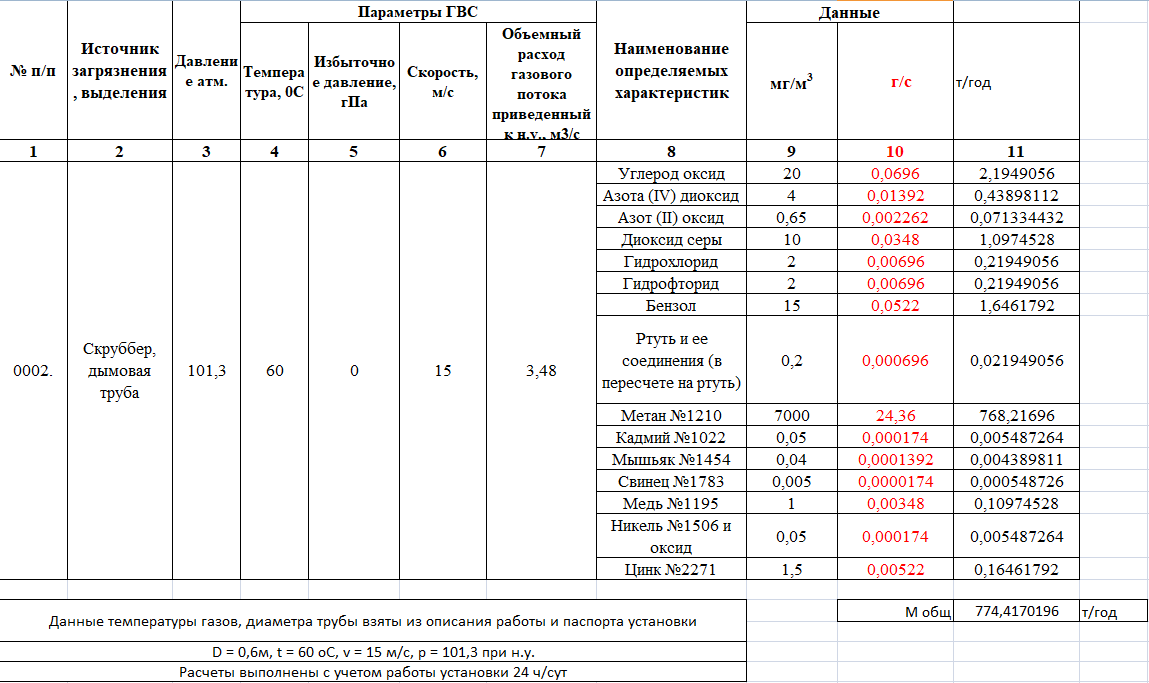 № п/п
Источник
загрязнения
, выделения
Давлени
е атм.
Параметры ГВС
Темпера
тура, 0С
Избыточно
е давление,
гПа
Скорость,
м/с
Объемный
расход
газового
потока
приведенный
к н.у., м3/с
Наименование
определяемых
характеристик
Данные
мг/м³
г/с
т/год
1 2 3 4 5 6 7 8 9 10 11
0002.
Скруббер,
дымовая
труба
101,3
60
0
15
3,48
Углерод оксид 20 0,0696 2,1949056
Азота (IV) диоксид 4 0,01392 0,43898112
Азот (II) оксид 0,65 0,002262 0,071334432
Диоксид серы 10 0,0348 1,0974528
Гидрохлорид 2 0,00696 0,21949056
Гидрофторид 2 0,00696 0,21949056
Бензол 15 0,0522 1,6461792
Ртуть и ее
соединения (в
пересчете на ртуть)
0,2 0,000696 0,021949056
Метан №1210 7000 24,36 768,21696
Кадмий №1022 0,05 0,000174 0,005487264
Мышьяк №1454 0,04 0,0001392 0,004389811
Свинец №1783 0,005 0,0000174 0,000548726
Медь №1195 1 0,00348 0,10974528
Никель №1506 и
оксид
0,05 0,000174 0,005487264
Цинк №2271 1,5 0,00522 0,16461792
М общ 774,4170196 т/год
Данные температуры газов, диаметра трубы взяты из описания работы и паспорта установки
D = 0,6м, t = 60 oC, v = 15 м/с, p = 101,3 при н.у.
Расчеты выполнены с учетом работы установки 24 ч/сут